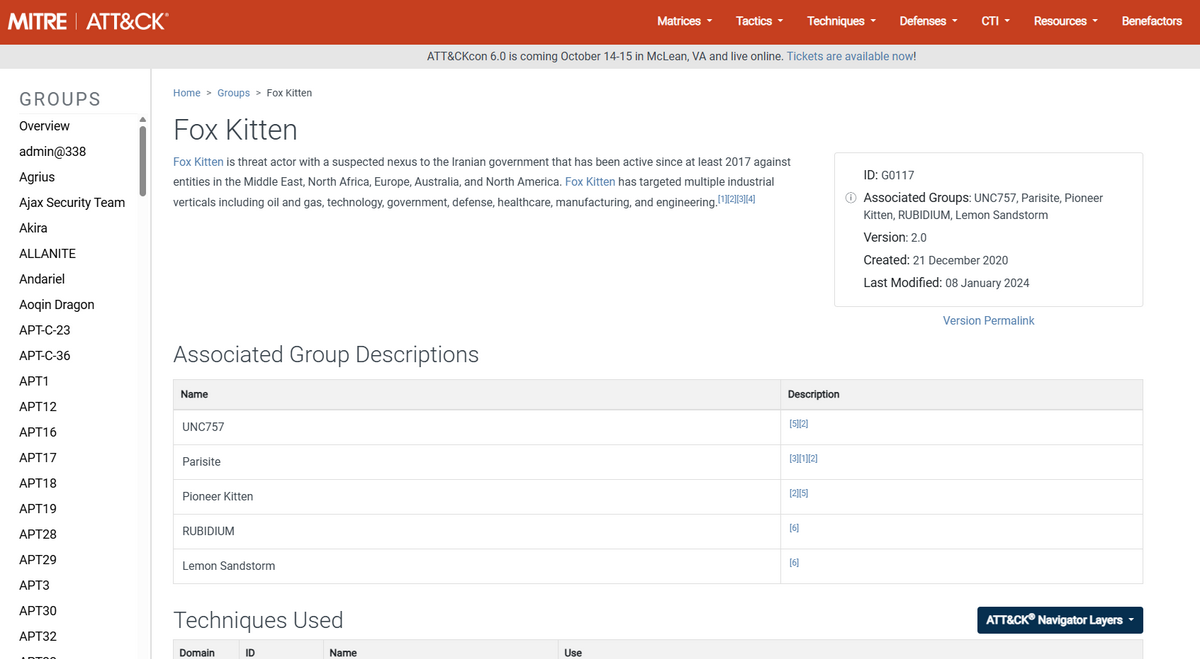 MITRE | ATT&CK®
Matrices Tactics Techniques Defenses CTI Resources Benefactors
ATT&CKcon 6.0 is coming October 14-15 in McLean, VA and live online. Tickets are available now!
GROUPS
Overview
admin@338
Agrius
Ajax Security Team
Akira
ALLANITE
Andariel
Aoqin Dragon
APT-C-23
APT-C-36
APT1
APT12
APT16
APT17
APT18
APT19
APT28
APT29
APT3
APT30
APT32
Home > Groups > Fox Kitten
Fox Kitten
Fox Kitten is threat actor with a suspected nexus to the Iranian government that has been active since at least 2017 against
entities in the Middle East, North Africa, Europe, Australia, and North America. Fox Kitten has targeted multiple industrial
verticals including oil and gas, technology, government, defense, healthcare, manufacturing, and engineering.[1][2][3][4]
ID: G0117
Associated Groups: UNC757, Parisite, Pioneer
Kitten, RUBIDIUM, Lemon Sandstorm
Version: 2.0
Created: 21 December 2020
Last Modified: 08 January 2024
Version Permalink
Associated Group Descriptions
Name Description
UNC757 [5][2]
Parisite [3][1][2]
Pioneer Kitten [2][5]
RUBIDIUM [6]
Lemon Sandstorm [6]
Techniques Used
ATT&CK® Navigator Layers
Domain ID Name Use